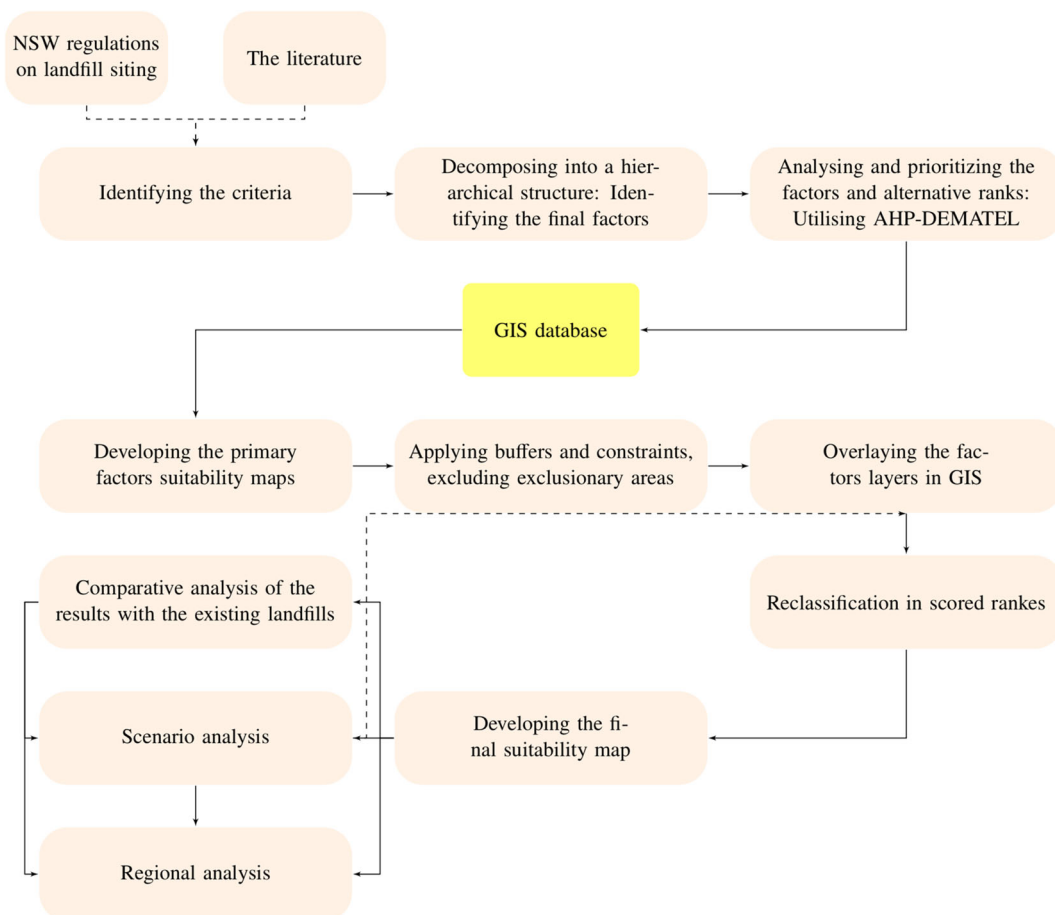 NSW regulations
on landfill siting
The literature
Identifying the criteria
Decomposing into a hier-
archical structure: Iden-
tifying the final factors
Analysing and prioritizing the
factors and alternative ranks:
Utilising AHP-DEMATEL
GIS database
Developing the primary
factors suitability maps
Applying buffers and constraints,
excluding exclusionary areas
Overlaying the fac-
tors layers in GIS
Comparative analysis of the
results with the existing landfills
Reclassification in scored rankes
Scenario analysis
Developing the fi-
nal suitability map
Regional analysis